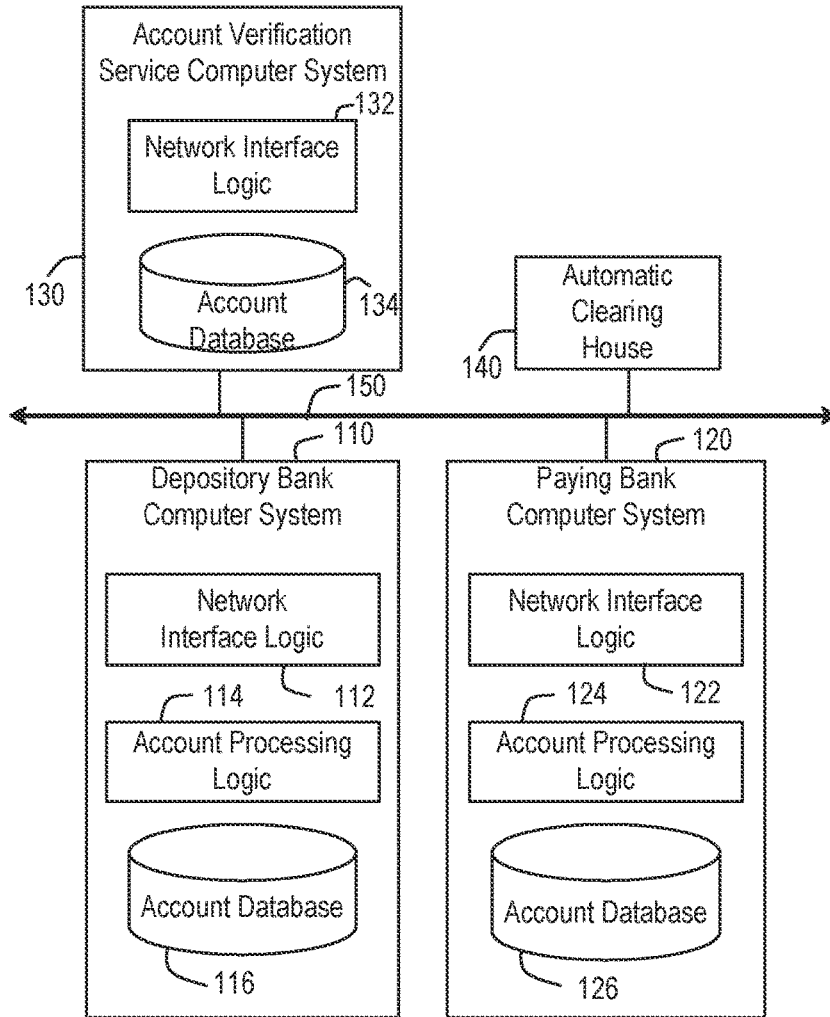 Account Verification
Service Computer System
132
Network Interface
Logic
130
Account
Database
134
Automatic
Clearing
House
140
150
110
120
Depository Bank
Computer System
Paying Bank
Computer System
Network
Interface Logic
Network Interface
Logic
114
112
124
122
Account Processing
Logic
Account Processing
Logic
Account Database
Account Database
116
126